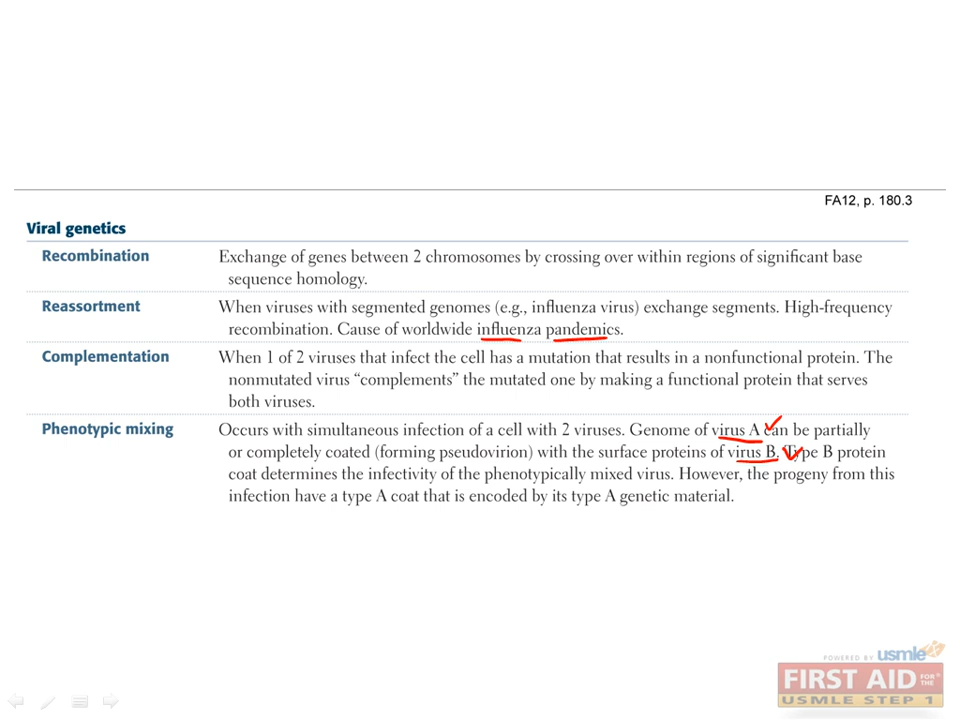 FA12, p. 180.3
Viral genetics
Recombination
Exchange of genes between 2 chromosomes by crossing over within regions of significant base
sequence homology.
Reassortment
When viruses with segmented genomes (e.g., influenza virus) exchange segments. High-frequency
recombination. Cause of worldwide influenza pandemics.
Complementation
When 1 of 2 viruses that infect the cell has a mutation that results in a nonfunctional protein. The
nonmutated virus “complements” the mutated one by making a functional protein that serves
both viruses.
Phenotypic mixing
Occurs with simultaneous infection of a cell with 2 viruses. Genome of virus A can be partially
or completely coated (forming pseudovirion) with the surface proteins of virus B. Type B protein
coat determines the infectivity of the phenotypically mixed virus. However, the progeny from this
infection have a type A coat that is encoded by its type A genetic material.
POWERED BY usmle
FIRST AID FOR THE
USMLE STEP 1